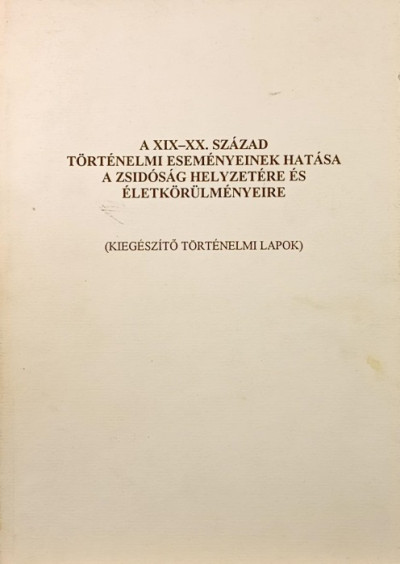 A XIX–XX. SZÁZAD
TÖRTÉNELMI ESEMÉNYEINEK HATÁSA
A ZSIDÓSÁG HELYZETÉRE ÉS
ÉLETKÖRÜLMÉNYEIRE
(KIEGÉSZÍTŐ TÖRTÉNELMI LAPOK)